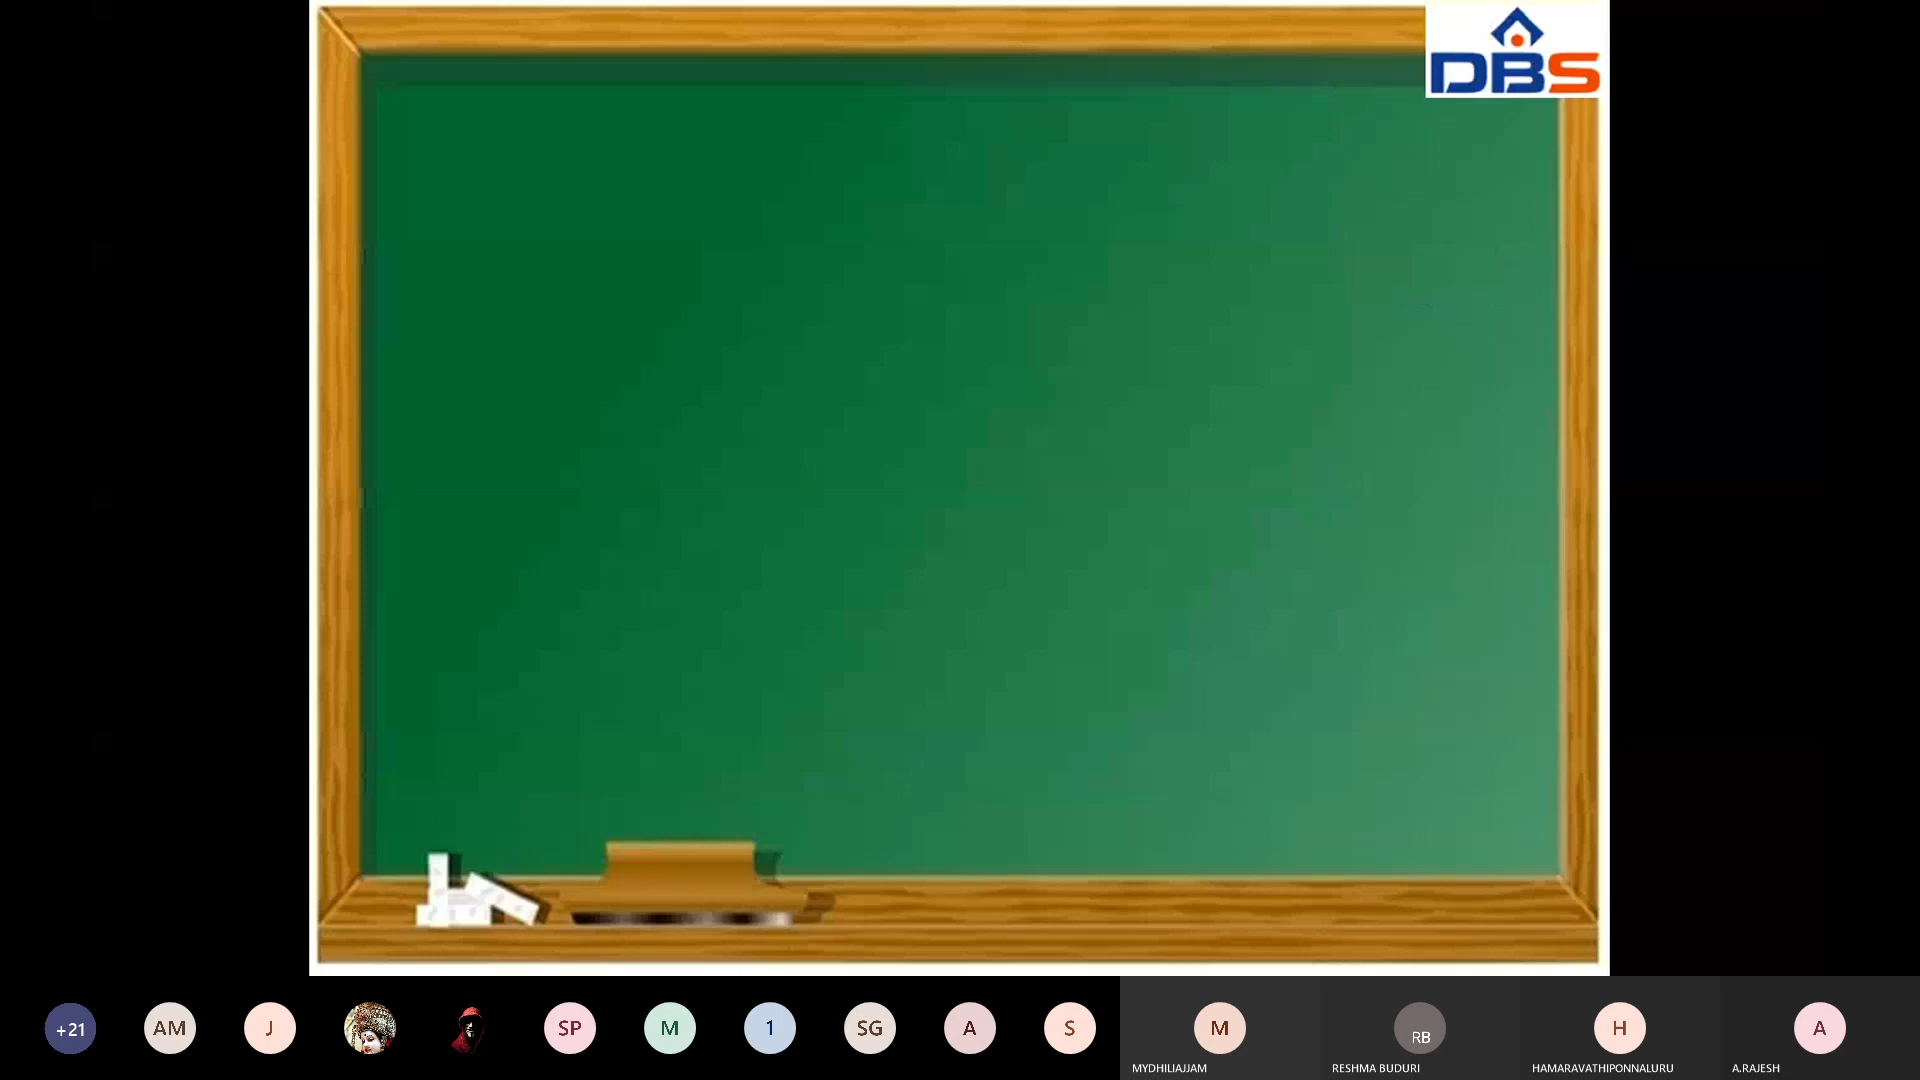 DBS
+21
AM
J
SP
M
1
SG
A
S
M
RB
H
A
MYDHILIAJJAM
RESHMA BUDURI
HAMARAVATHIPONNALURU
A.RAJESH